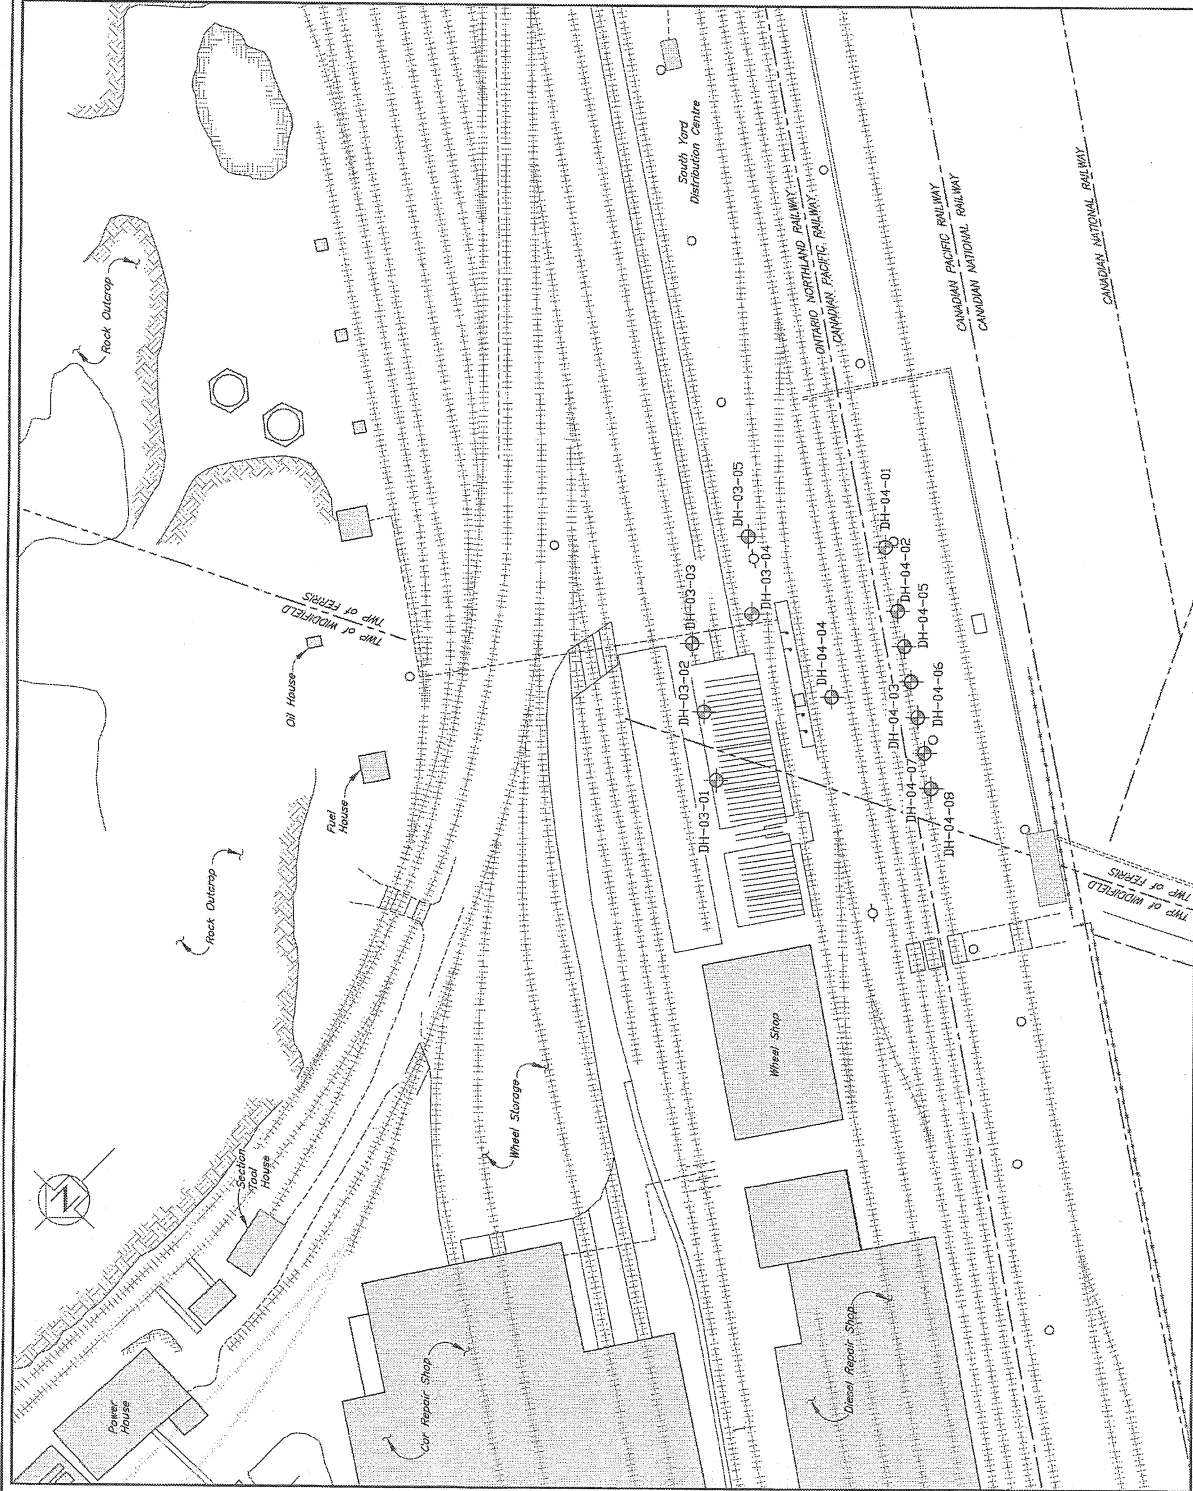 Rock Outcrop
South Yard
Distribution Centre
ONTARIO NORTHLAND RAILWAY
CANADIAN PACIFIC RAILWAY
CANADIAN PACIFIC RAILWAY
CANADIAN NATIONAL RAILWAY
CANADIAN NATIONAL RAILWAY
TWP of WIDDIFIELD
TWP of FERRIS
Oil House
Fuel
House
Rock Outcrop
DH-03-05
DH-03-04
DH-03-03
DH-03-02
DH-03-01
DH-04-01
DH-04-02
DH-04-05
DH-04-04
DH-04-03
DH-04-06
DH-04-07
DH-04-08
TWP of FERRIS
TWP of WIDDIFIELD
Wheel Shop
Wheel Storage
Section
Tool
House
N
Power
House
Car Repair Shop
Diesel Repair Shop